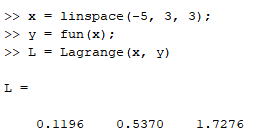 >> x = linspace(-5, 3, 3);
>> y = fun(x);
>> L = Lagrange(x, y)
L =
0.1196 0.5370 1.7276